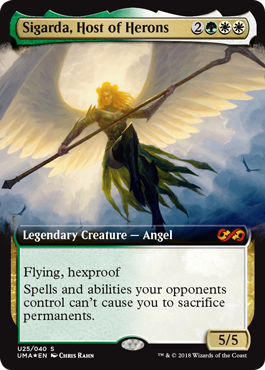 Sigarda, Host of Herons 2
Legendary Creature — Angel
Flying, hexproof
Spells and abilities your opponents
control can't cause you to sacrifice
permanents.
5/5
U25/040 S
UMA★EN Chris Rahn
™ & © 2018 Wizards of the Coast